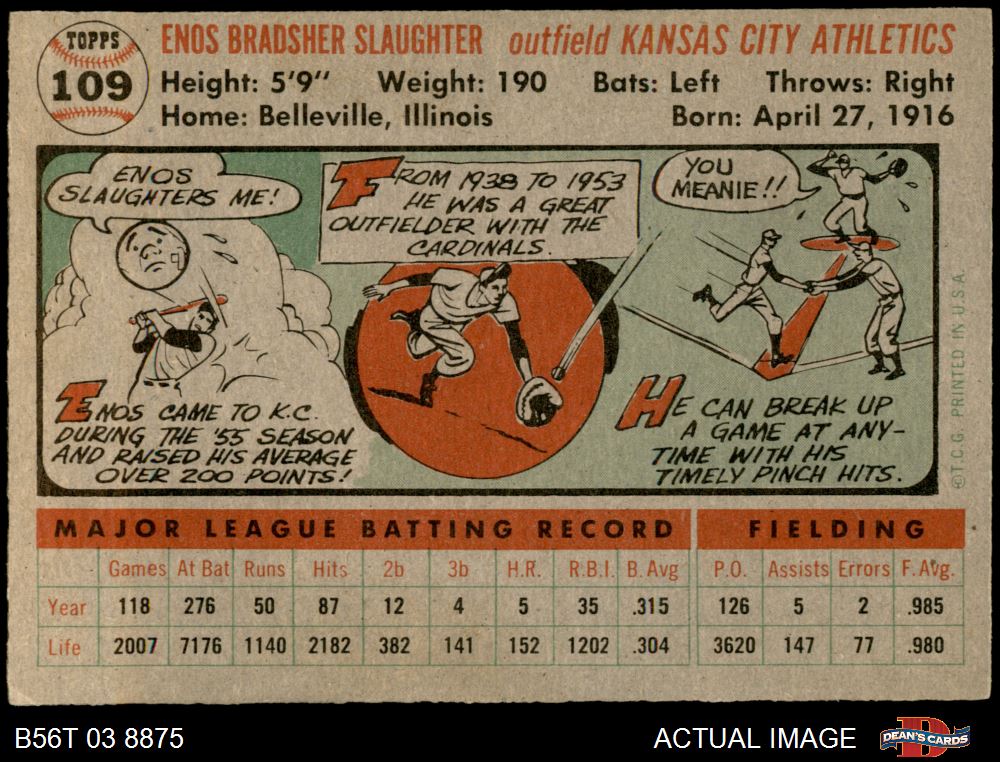 TOPPS
109
ENOS BRADSHER SLAUGHTER outfield KANSAS CITY ATHLETICS
Height: 5'9" Weight: 190 Bats: Left Throws: Right
Home: Belleville, Illinois Born: April 27, 1916
ENOS
SLAUGHTERS ME!
FROM 1938 TO 1953
HE WAS A GREAT
OUTFIELDER WITH THE
CARDINALS.
YOU
MEANIE!!
ENOS CAME TO K.C.
DURING THE '55 SEASON
AND RAISED HIS AVERAGE
OVER 200 POINTS!
HE CAN BREAK UP
A GAME AT ANY-
TIME WITH HIS
TIMELY PINCH HITS.
©T.C.G. PRINTED IN U.S.A.
MAJOR LEAGUE BATTING RECORD FIELDING
Games At Bat Runs Hits 2b 3b H.R. R.B.I. B. Avg P.O. Assists Errors F. Avg.
Year 118 276 50 87 12 4 5 35 .315 126 5 2 .985
Life 2007 7176 1140 2182 382 141 152 1202 .304 3620 147 77 .980
B56T 03 8875 ACTUAL IMAGE DEAN'S CARDS